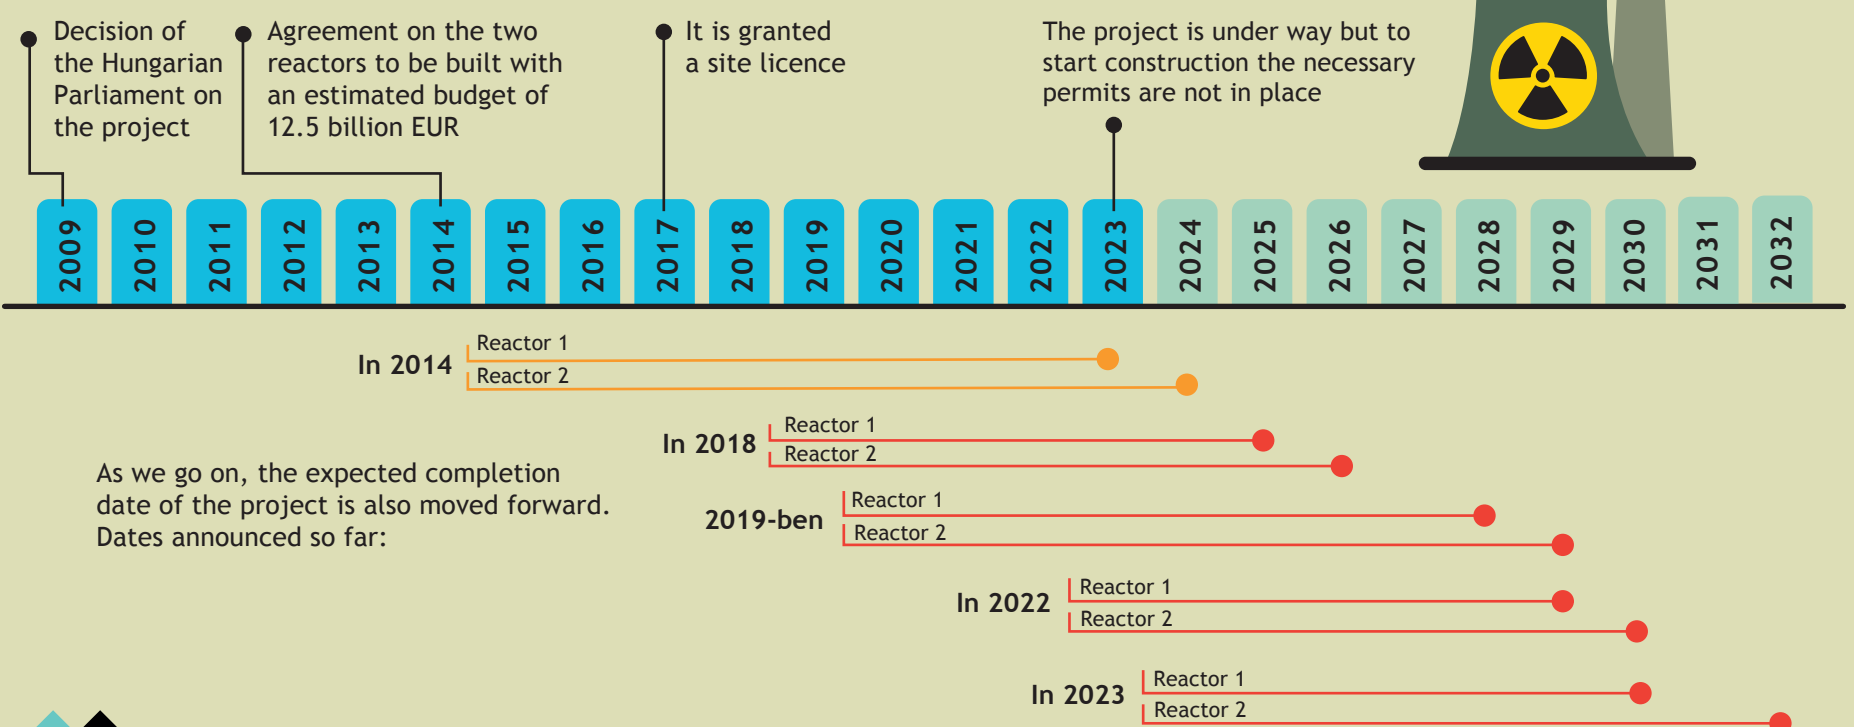 Decision of
the Hungarian
Parliament on
the project
Agreement on the two
reactors to be built with
an estimated budget of
12.5 billion EUR
It is granted
a site licence
The project is under way but to
start construction the necessary
permits are not in place
2009
2010
2011
2012
2013
2014
2015
2016
2017
2018
2019
2020
2021
2022
2023
2024
2025
2026
2027
2028
2029
2030
2031
2032
In 2014
Reactor 1
Reactor 2
In 2018
Reactor 1
Reactor 2
As we go on, the expected completion
date of the project is also moved forward.
Dates announced so far:
2019-ben
Reactor 1
Reactor 2
In 2022
Reactor 1
Reactor 2
In 2023
Reactor 1
Reactor 2